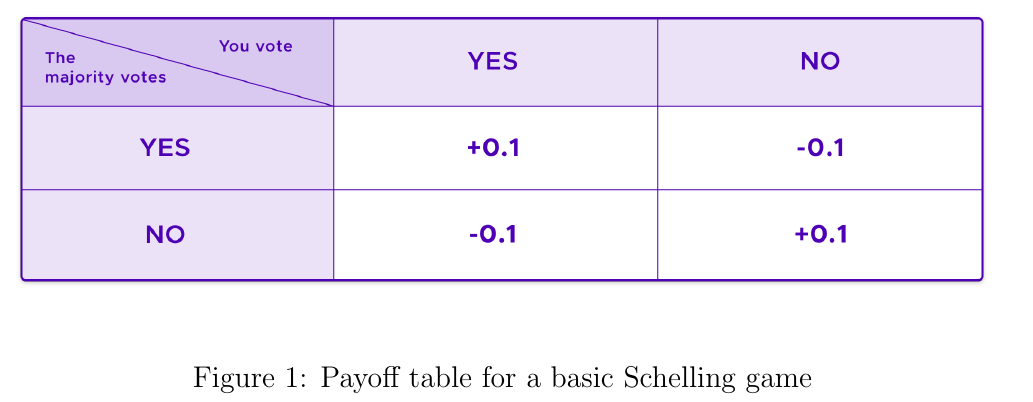 You vote
The
majority votes
YES
NO
YES
+0.1
-0.1
NO
-0.1
+0.1
Figure 1: Payoff table for a basic Schelling game